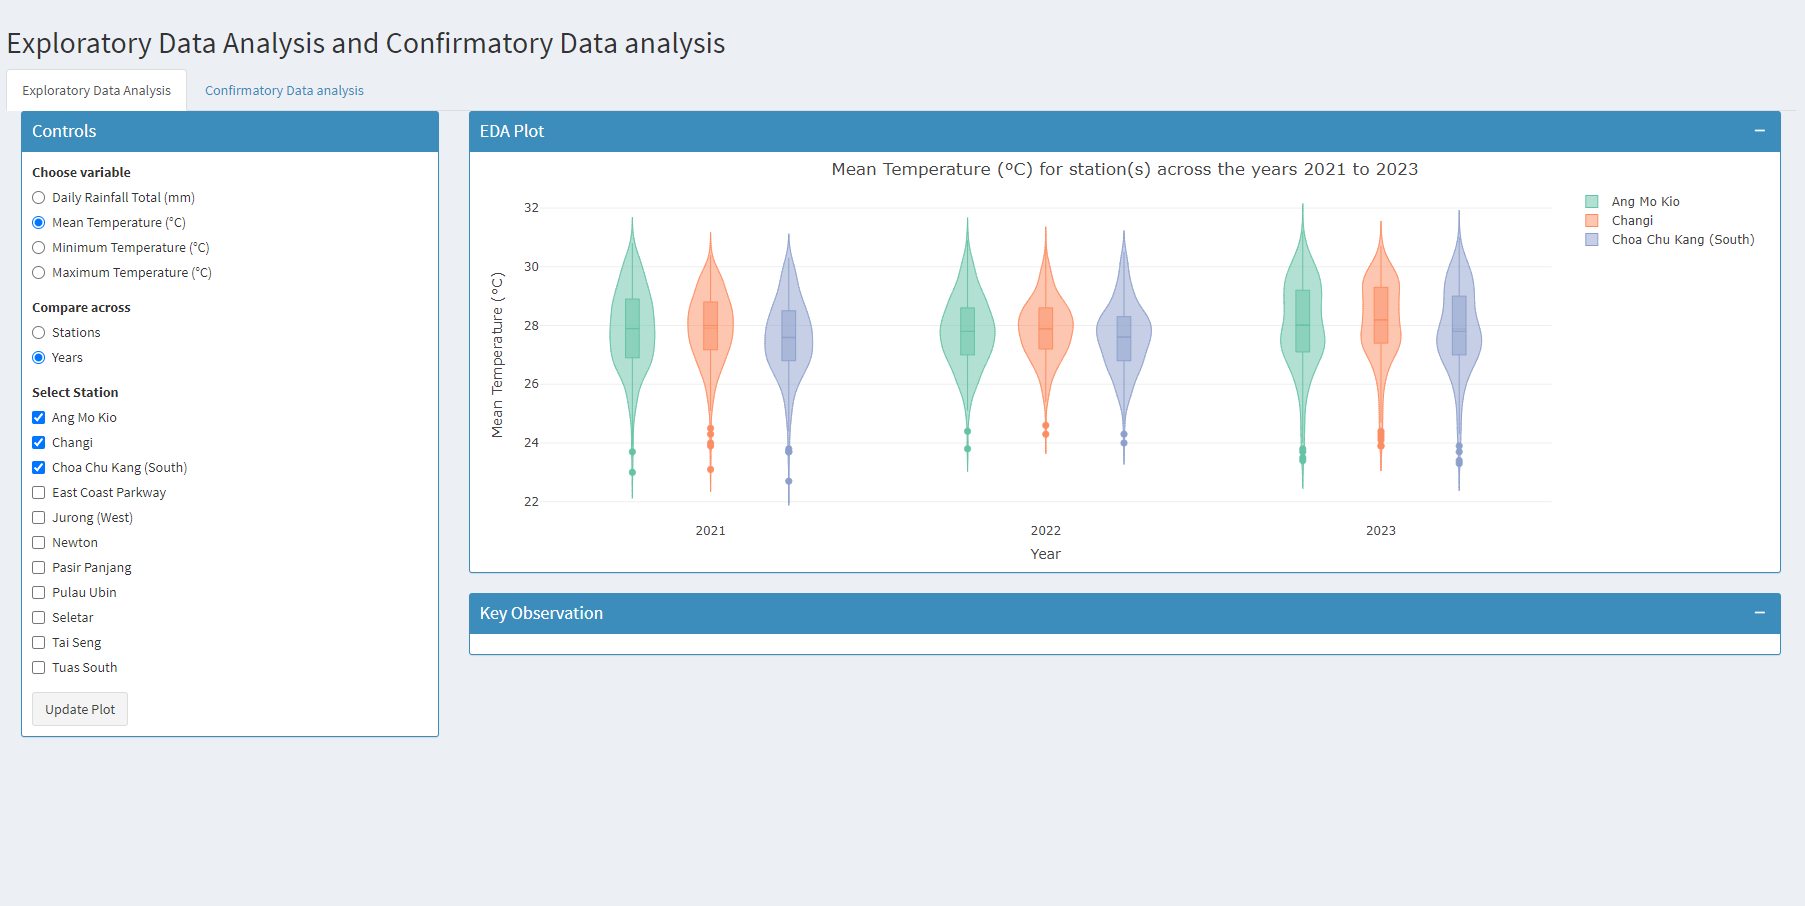 Exploratory Data Analysis and Confirmatory Data analysis
Exploratory Data Analysis
Confirmatory Data analysis
Controls
Choose variable
Daily Rainfall Total (mm)
Mean Temperature (°C)
Minimum Temperature (°C)
Maximum Temperature (°C)
Compare across
Stations
Years
Select Station
Ang Mo Kio
Changi
Choa Chu Kang (South)
East Coast Parkway
Jurong (West)
Newton
Pasir Panjang
Pulau Ubin
Seletar
Tai Seng
Tuas South
Update Plot
EDA Plot
Mean Temperature (°C) for station(s) across the years 2021 to 2023
Mean Temperature (°C)
32
30
28
26
24
22
2021
2022
2023
Year
Ang Mo Kio
Changi
Choa Chu Kang (South)
Key Observation